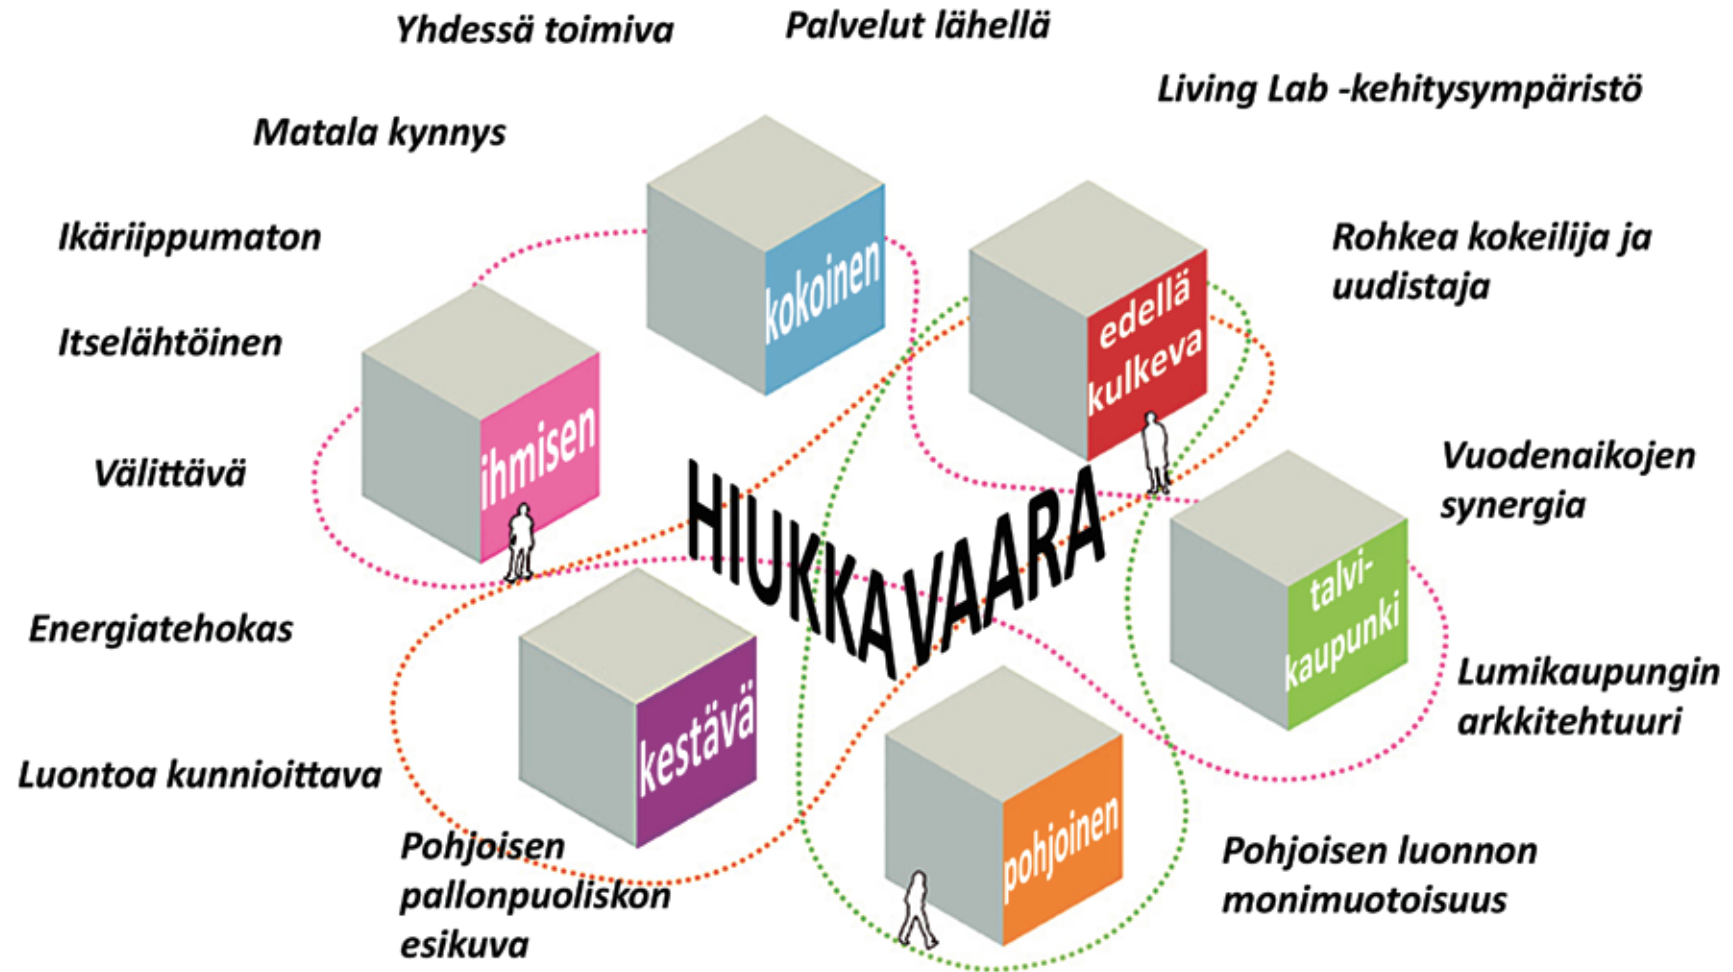 Yhdessä toimiva
Palvelut lähellä
Living Lab -kehitysympäristö
Matala kynnys
Ikäriippumaton
Rohkea kokeilija ja
uudistaja
kokoinen
edellä
kulkeva
Itselähtöinen
ihmisen
Välittävä
Vuodenaikojen
synergia
HIUKKAVAARA
talvi-
kaupunki
Energiatehokas
Lumikaupungin
arkkitehtuuri
kestävä
Luontoa kunnioittava
pohjoinen
Pohjoisen
pallonpuoliskon
esikuva
Pohjoisen luonnon
monimuotoisuus